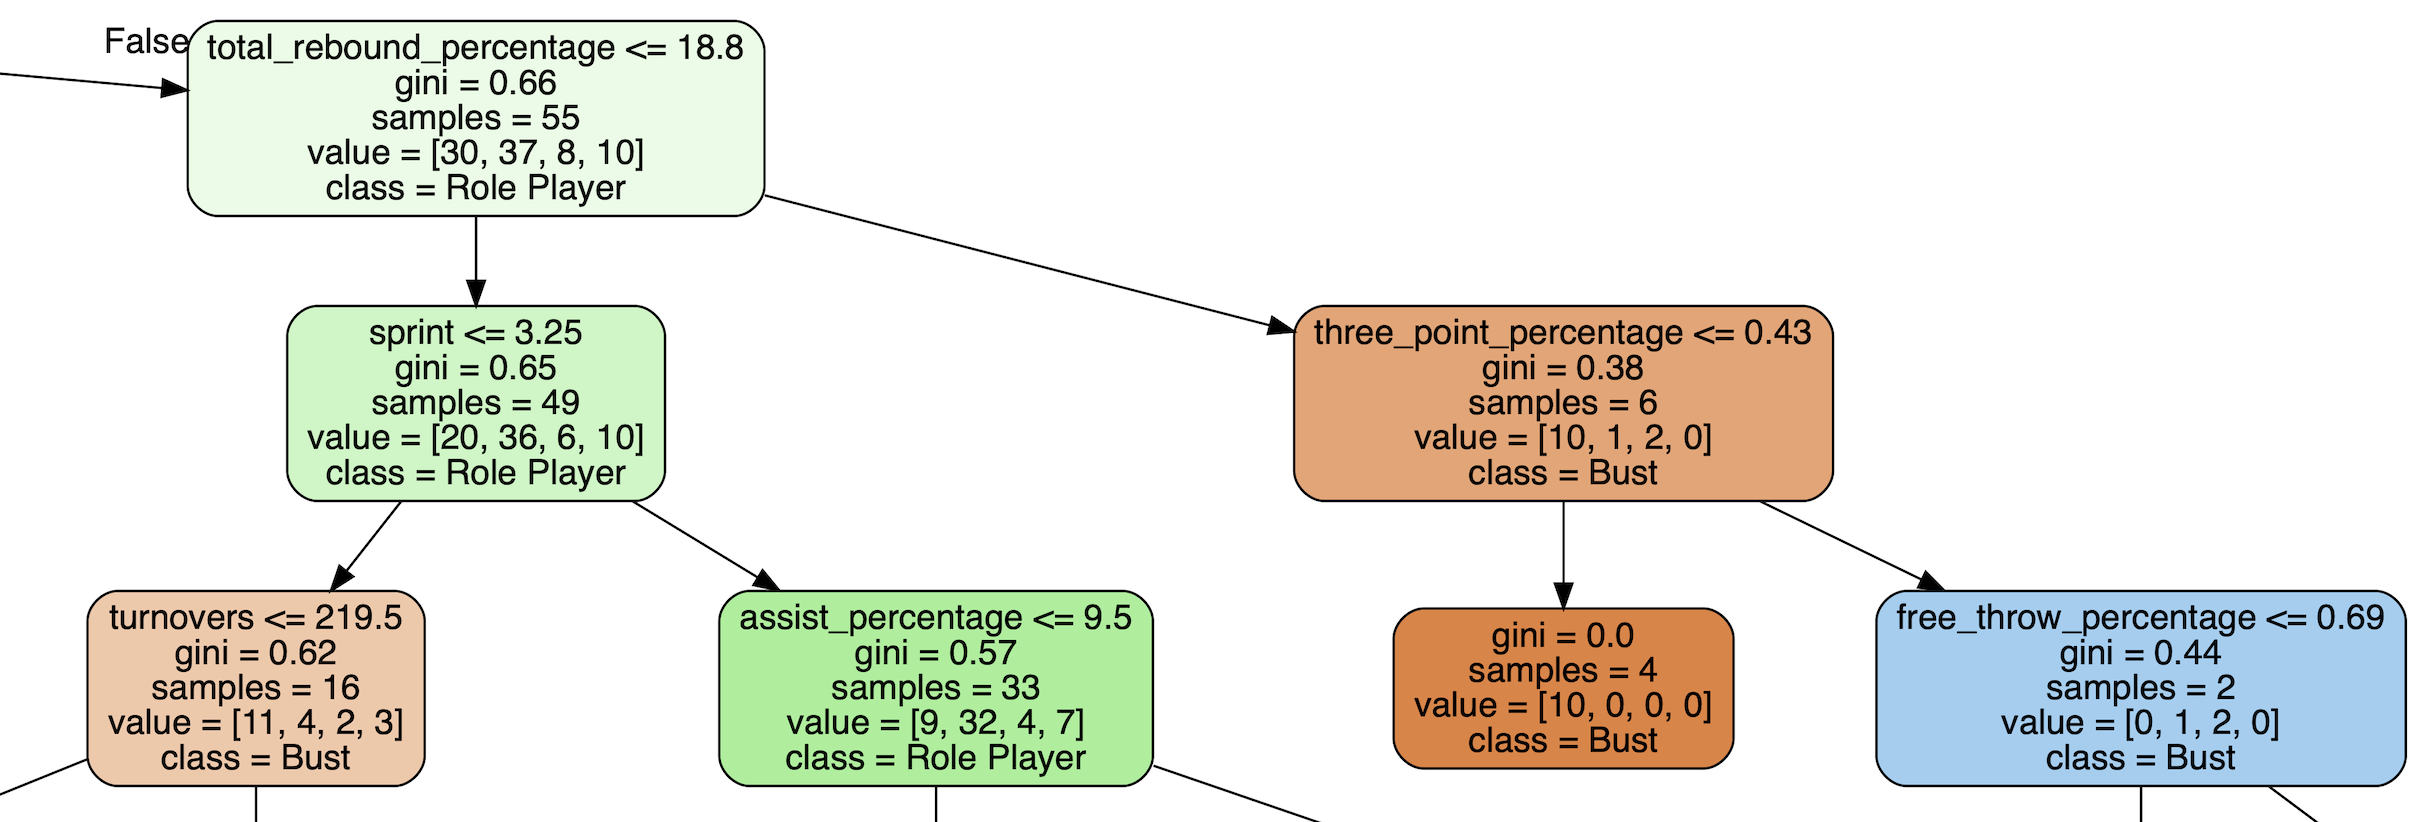 False
total_rebound_percentage <= 18.8
gini = 0.66
samples = 55
value = [30, 37, 8, 10]
class = Role Player
sprint <= 3.25
gini = 0.65
samples = 49
value = [20, 36, 6, 10]
class = Role Player
three_point_percentage <= 0.43
gini = 0.38
samples = 6
value = [10, 1, 2, 0]
class = Bust
turnovers <= 219.5
gini = 0.62
samples = 16
value = [11, 4, 2, 3]
class = Bust
assist_percentage <= 9.5
gini = 0.57
samples = 33
value = [9, 32, 4, 7]
class = Role Player
gini = 0.0
samples = 4
value = [10, 0, 0, 0]
class = Bust
free_throw_percentage <= 0.69
gini = 0.44
samples = 2
value = [0, 1, 2, 0]
class = Bust